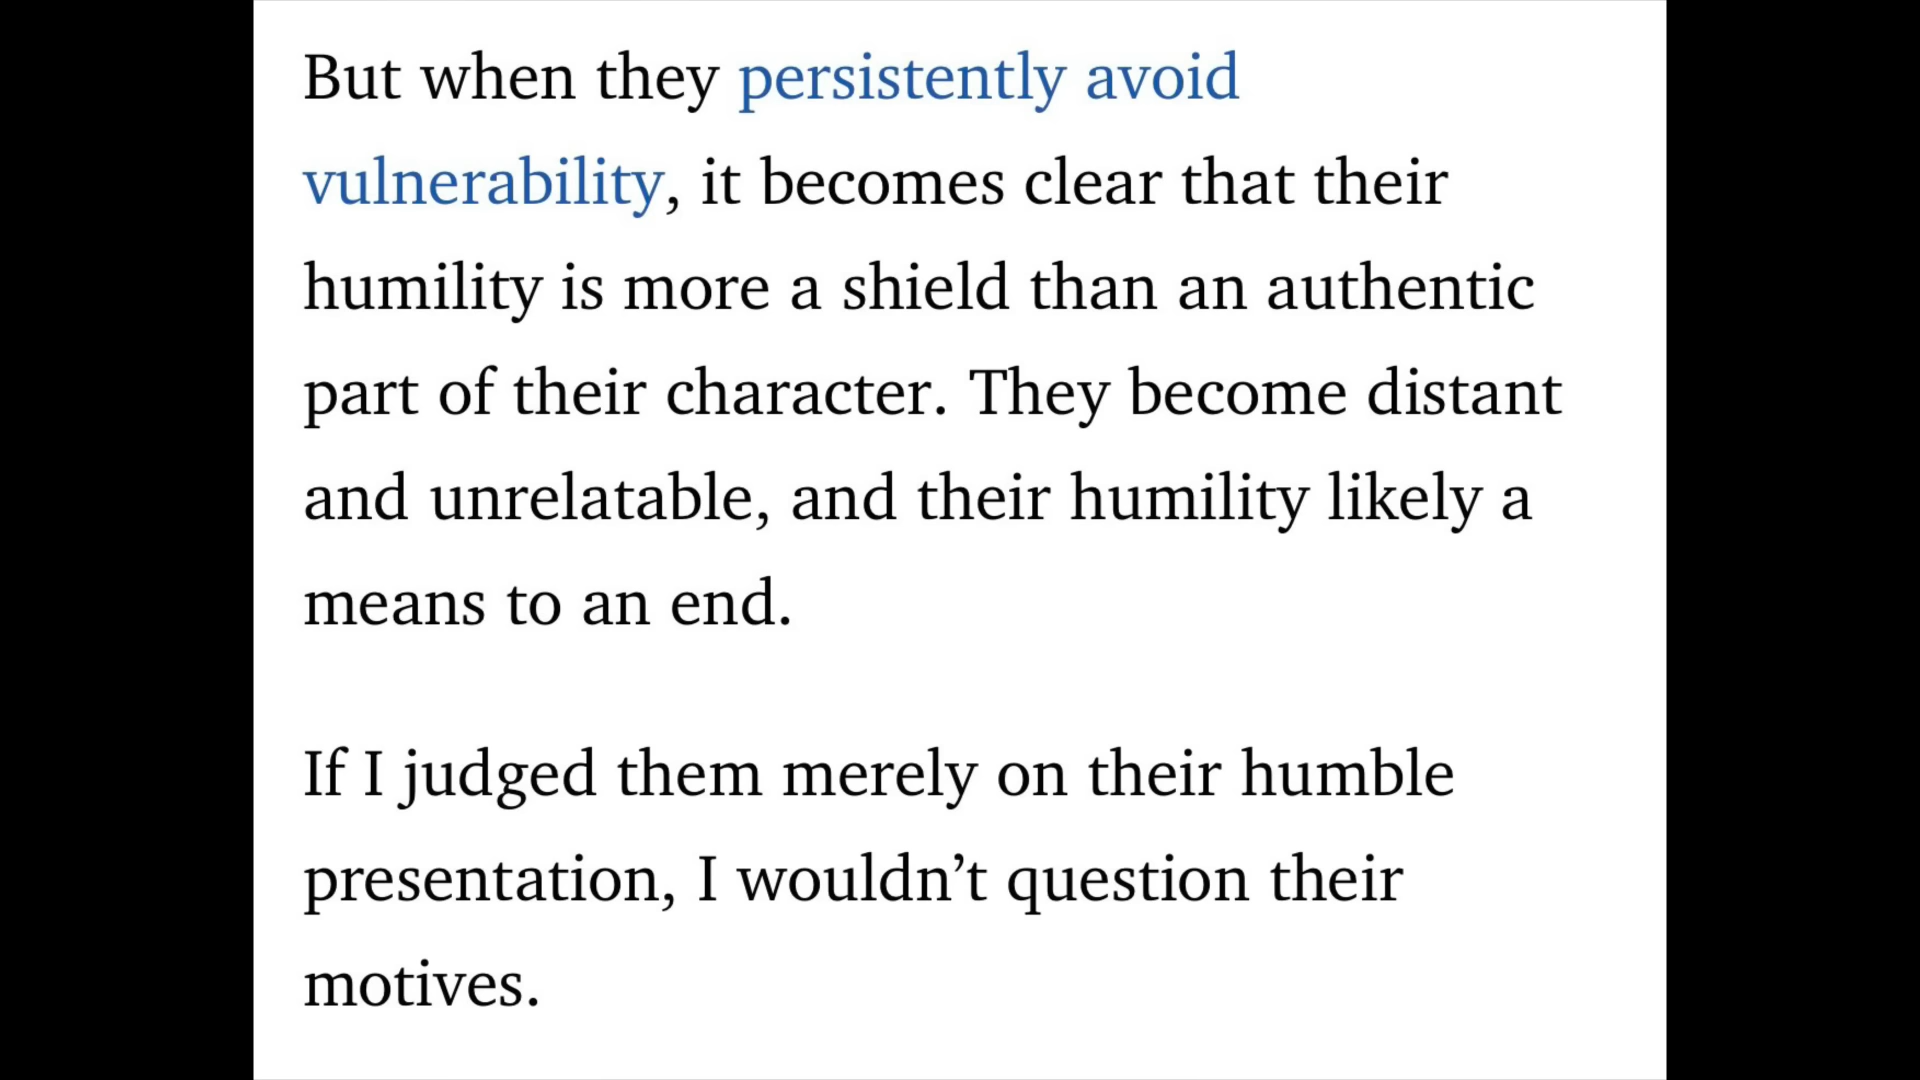 But when they persistently avoid
vulnerability, it becomes clear that their
humility is more a shield than an authentic
part of their character. They become distant
and unrelatable, and their humility likely a
means to an end.
If I judged them merely on their humble
presentation, I wouldn’t question their
motives.